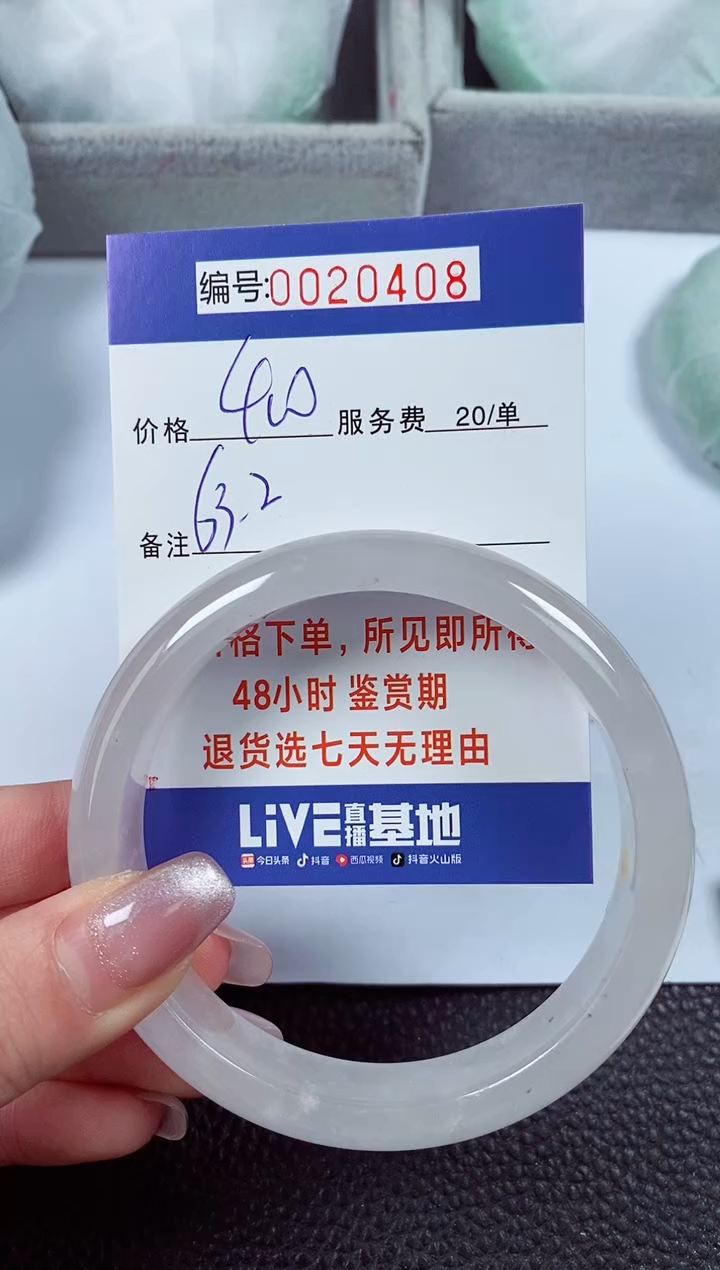 编号:0020408
价格 400 服务费 20/单
备注 63.2
格下单，所见即所得
48小时 鉴赏期
退货选七天无理由
LiVE直播基地
头条 今日头条 抖音 西瓜视频 抖音火山版